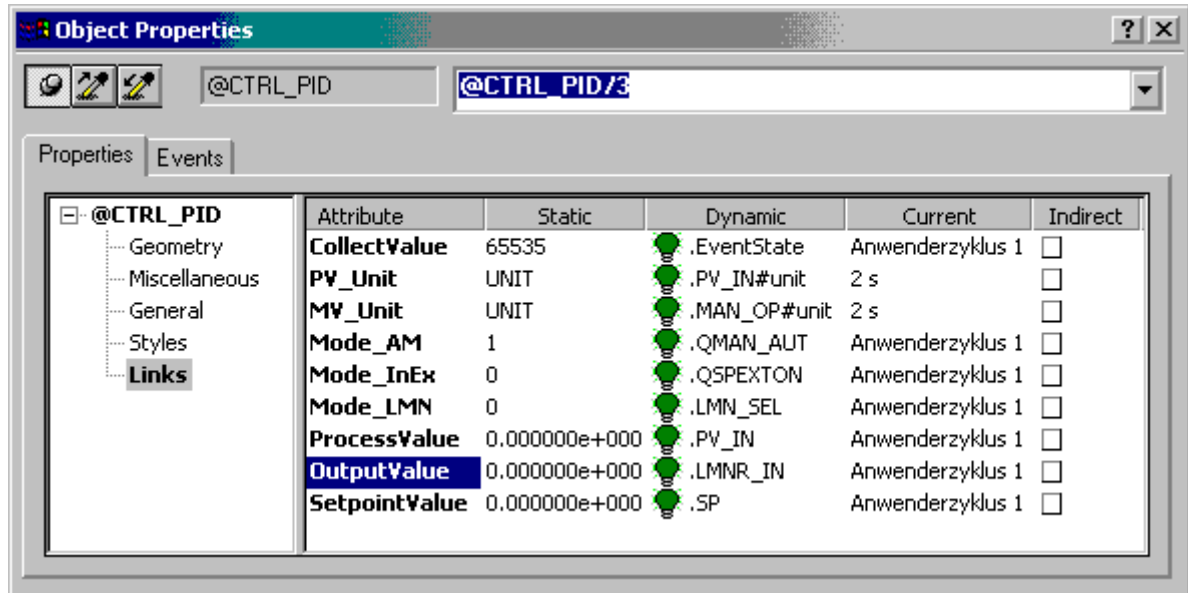 Object Properties ? ×
@CTRL_PID @CTRL_PID/3
Properties Events
@CTRL_PID
Geometry
Miscellaneous
General
Styles
Links
Attribute Static Dynamic Current Indirect
CollectValue 65535 .EventState Anwenderzyklus 1
PV_Unit UNIT .PV_IN#unit 2 s
MV_Unit UNIT .MAN_OP#unit 2 s
Mode_AM 1 .QMAN_AUT Anwenderzyklus 1
Mode_InEx 0 .QSPEXTON Anwenderzyklus 1
Mode_LMN 0 .LMN_SEL Anwenderzyklus 1
ProcessValue 0.000000e+000 .PV_IN Anwenderzyklus 1
OutputValue 0.000000e+000 .LMNR_IN Anwenderzyklus 1
SetpointValue 0.000000e+000 .SP Anwenderzyklus 1